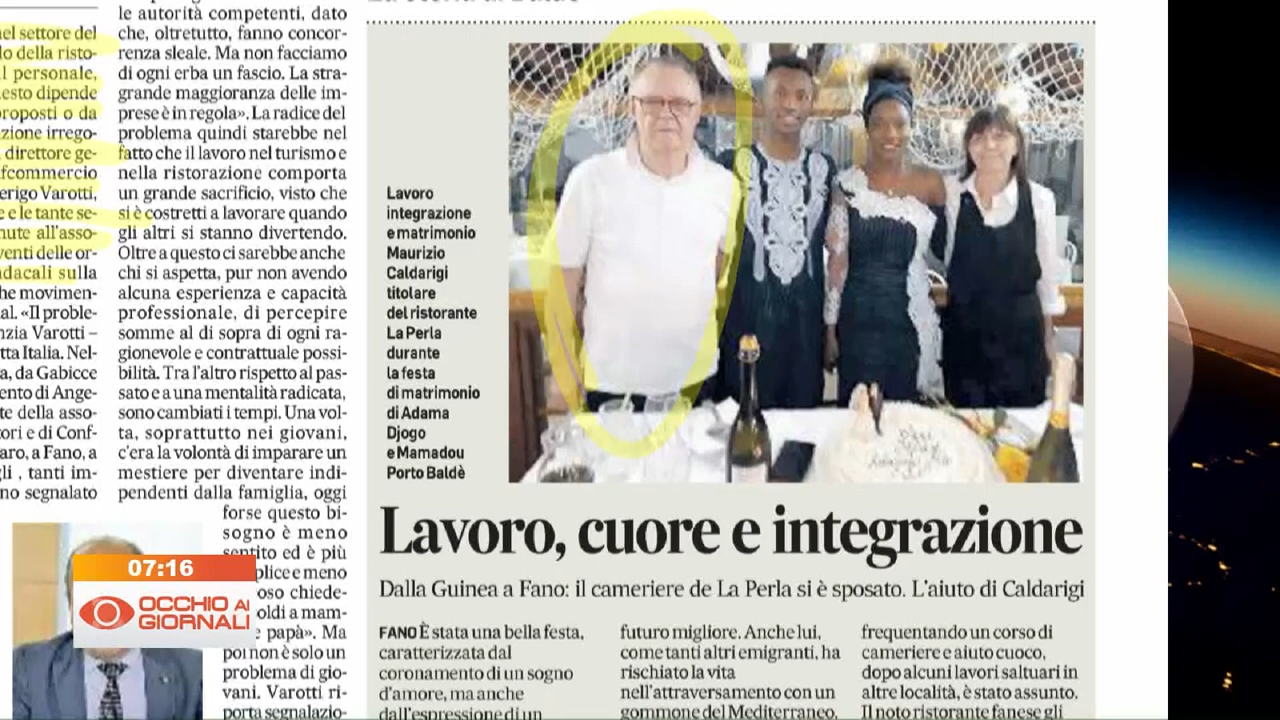 nel settore del
lo della risto-
l personale,
esto dipende
proposti o da
zione irrego-
direttore ge-
fcommercio
erigo Varotti,
e e le tante se-
nute all'asso-
venti delle or-
ndacali sulla
he movimen-
al. «Il proble-
nzia Varotti –
tta Italia. Nel-
a, da Gabicce
ento di Ange-
te della asso-
tori e di Conf-
aro, a Fano, a
gli , tanti im-
no segnalato
le autorità competenti, dato
che, oltretutto, fanno concor-
renza sleale. Ma non facciamo
di ogni erba un fascio. La stra-
grande maggioranza delle im-
prese è in regola». La radice del
problema quindi starebbe nel
fatto che il lavoro nel turismo e
nella ristorazione comporta
un grande sacrificio, visto che
si è costretti a lavorare quando
gli altri si stanno divertendo.
Oltre a questo ci sarebbe anche
chi si aspetta, pur non avendo
alcuna esperienza e capacità
professionale, di percepire
somme al di sopra di ogni ra-
gionevole e contrattuale possi-
bilità. Tra l'altro rispetto al pas-
sato e a una mentalità radicata,
sono cambiati i tempi. Una vol-
ta, soprattutto nei giovani,
c'era la volontà di imparare un
mestiere per diventare indi-
pendenti dalla famiglia, oggi
forse questo bi-
sogno è meno
sentito ed è più
plice e meno
oso chiede-
oldi a mam-
e papà». Ma
poi non è solo un
problema di gio-
vani. Varotti ri-
porta segnalazio-
Lavoro
integrazione
e matrimonio
Maurizio
Caldarigi
titolare
del ristorante
La Perla
durante
la festa
di matrimonio
di Adama
Djogo
e Mamadou
Porto Baldè
Lavoro, cuore e integrazione
Dalla Guinea a Fano: il cameriere de La Perla si è sposato. L'aiuto di Caldarigi
FANO È stata una bella festa,
caratterizzata dal
coronamento di un sogno
d'amore, ma anche
dall'espressione di un
futuro migliore. Anche lui,
come tanti altri emigranti, ha
rischiato la vita
nell'attraversamento con un
gommone del Mediterraneo.
frequentando un corso di
cameriere e aiuto cuoco,
dopo alcuni lavori saltuari in
altre località, è stato assunto.
Il noto ristorante fanese gli
07:16
OCCHIO AI
GIORNALI